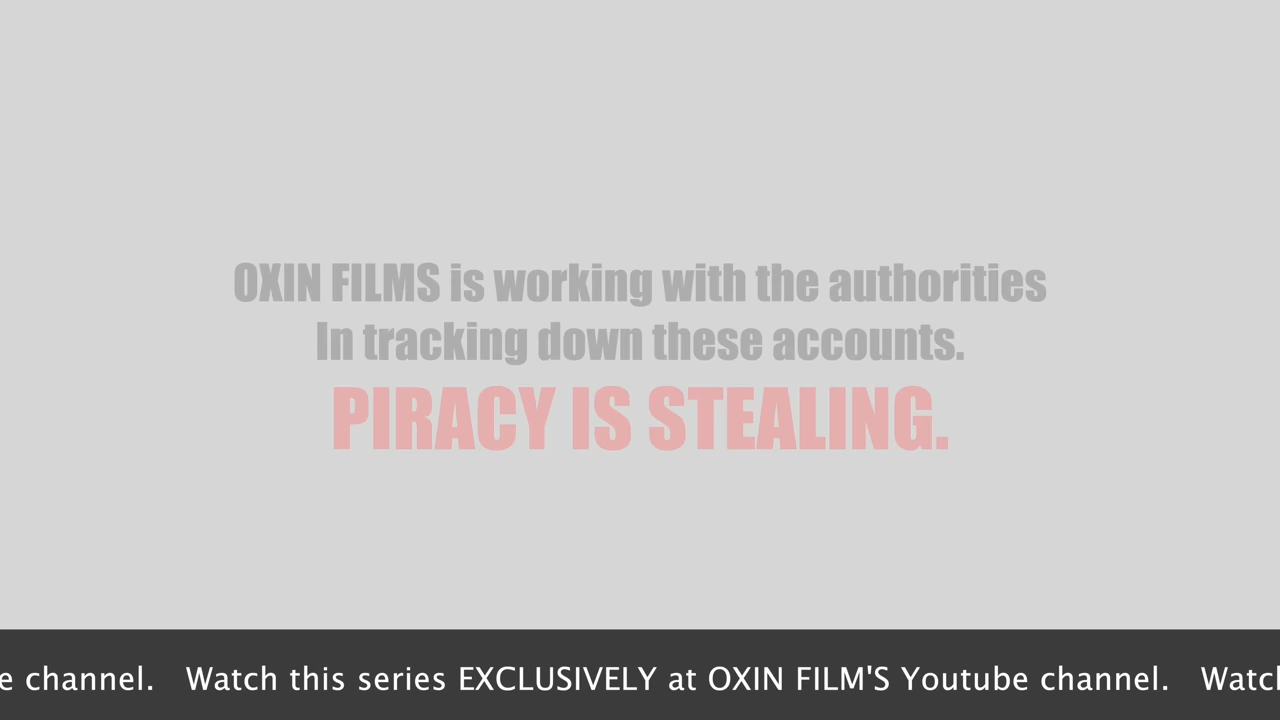 OXIN FILMS is working with the authorities
In tracking down these accounts.
PIRACY IS STEALING.
e channel. Watch this series EXCLUSIVELY at OXIN FILM'S Youtube channel. Watch